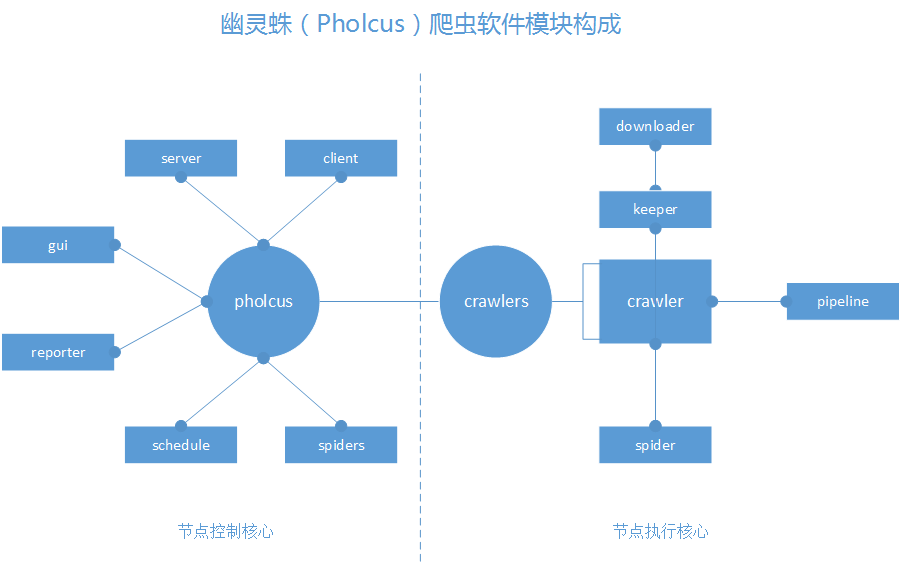 幽灵蛛（Pholcus）爬虫软件模块构成
downloader
server
client
keeper
gui
pholcus
crawlers
crawler
pipeline
reporter
schedule
spiders
spider
节点控制核心
节点执行核心